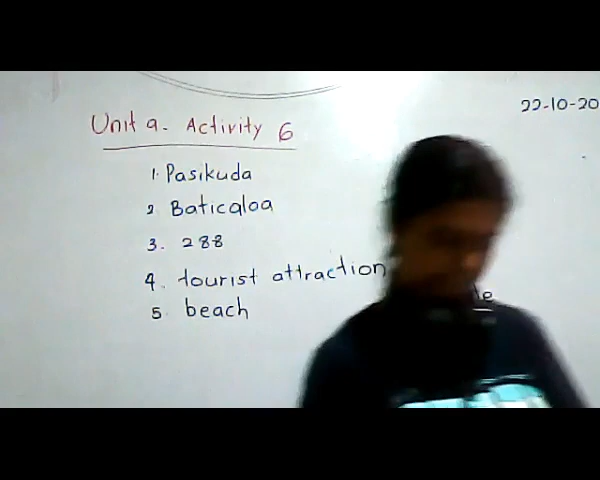 22-10-20
Unit 9. Activity 6
1. Pasikuda
2 Baticaloa
3. 288
4. tourist attraction
5. beach